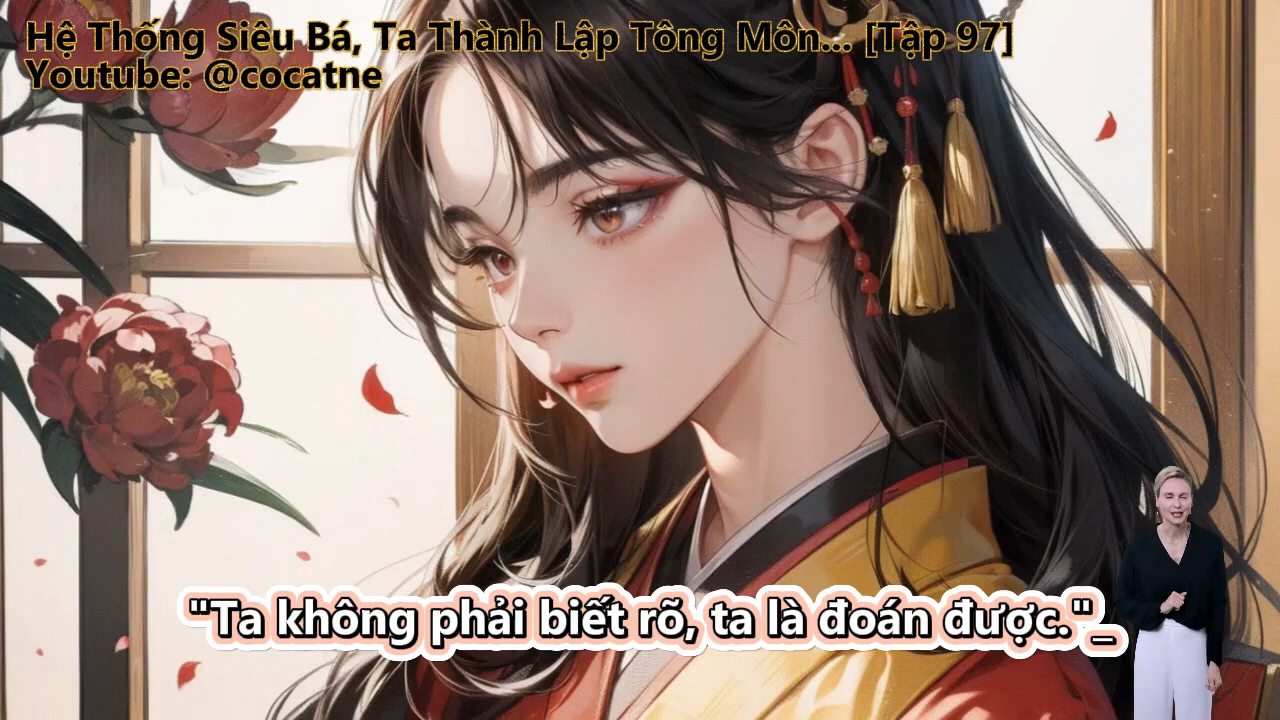 Hệ Thống Siêu Bá, Ta Thành Lập Tông Môn... [Tập 97]
Youtube: @cocatne
"Ta không phải biết rõ, ta là đoán được."_